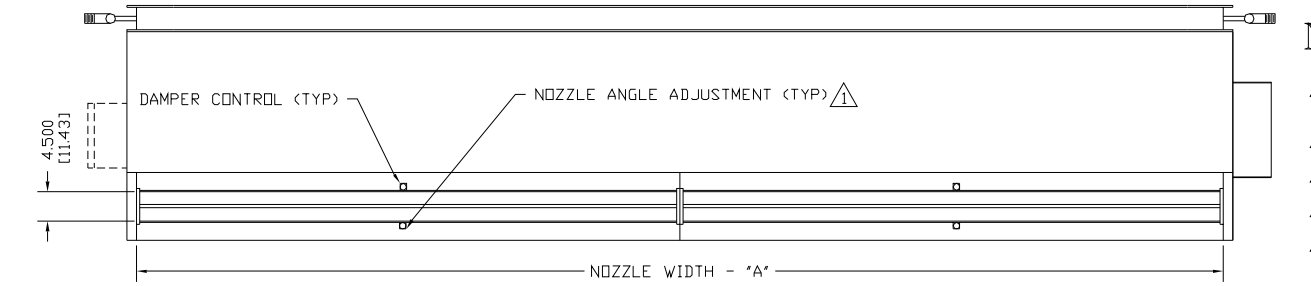 DAMPER CONTROL (TYP)
NOZZLE ANGLE ADJUSTMENT (TYP) 1
4.500
[11.43]
NOZZLE WIDTH - "A"